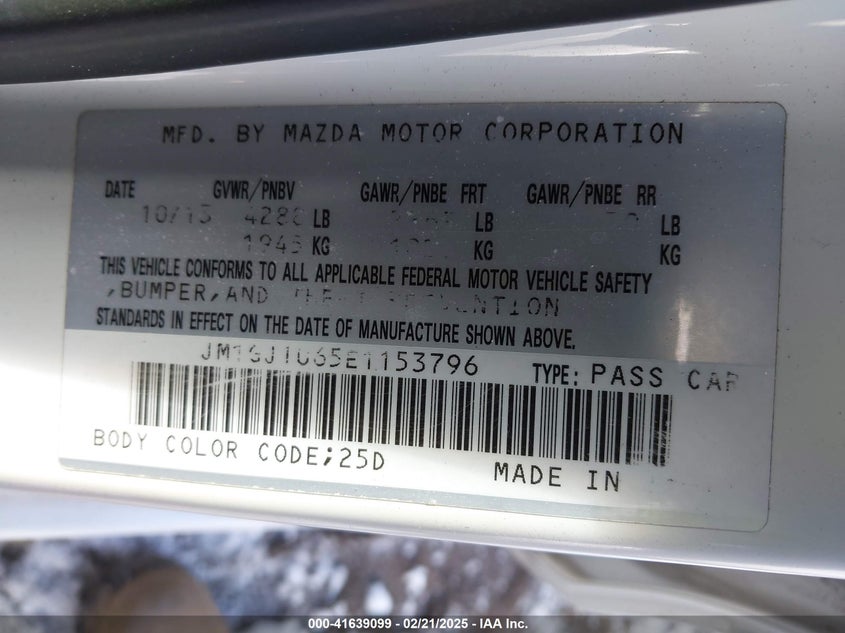 MFD. BY MAZDA MOTOR CORPORATION
DATE GVWR/PNBV GAWR/PNBE FRT GAWR/PNBE RR
LB LB LB
KG KG KG
THIS VEHICLE CONFORMS TO ALL APPLICABLE FEDERAL MOTOR VEHICLE SAFETY
,BUMPER,AND
STANDARDS IN EFFECT ON THE DATE OF MANUFACTURE SHOWN ABOVE.
TYPE: PASS CAR
BODY COLOR CODE;25D
MADE IN
000-41639099 - 02/21/2025 - IAA Inc.